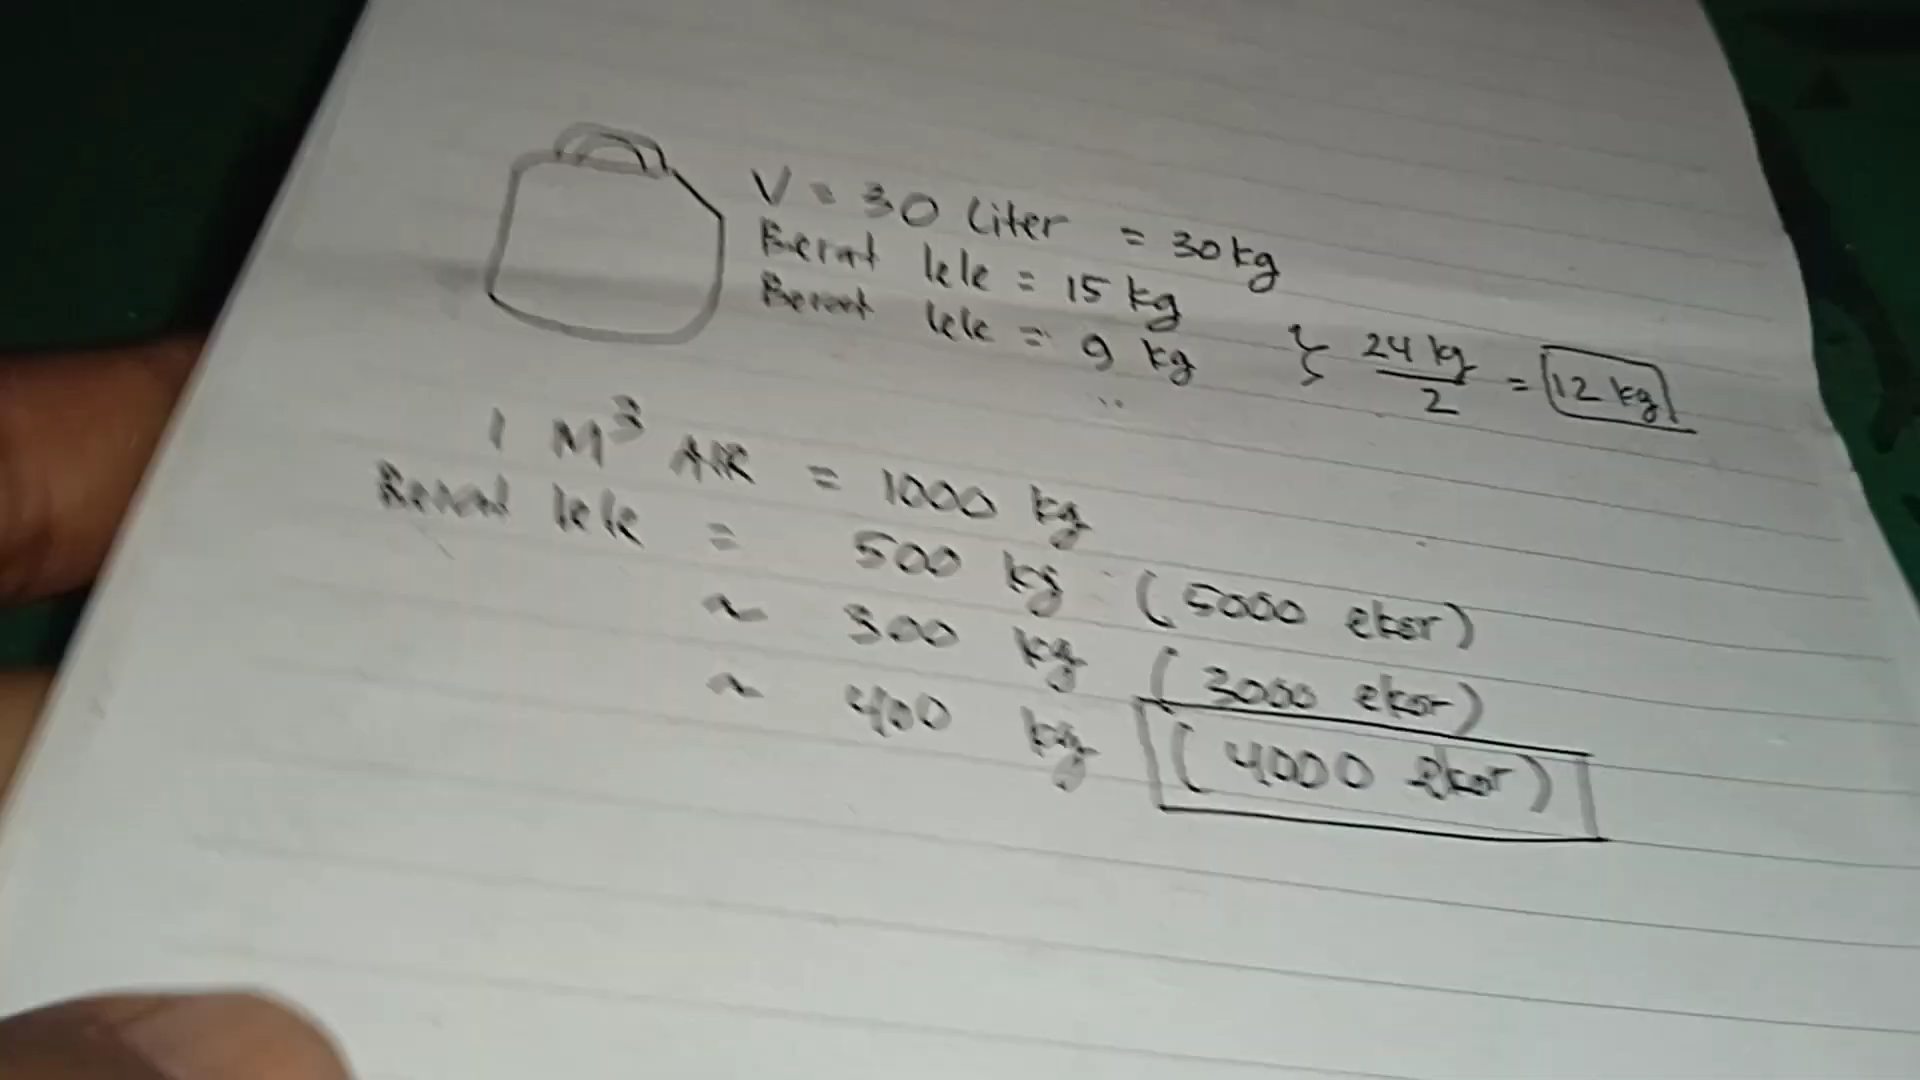 V = 30 Liter = 30 kg
Berat lele = 15 kg
Berat lele = 9 kg } 24 kg / 2 = 12 kg
1 M³ AIR = 1000 kg
Berat lele = 500 kg (5000 ekor)
~ 300 kg (3000 ekor)
~ 400 kg (4000 ekor)